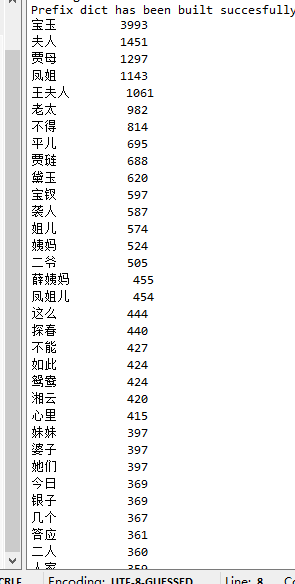 Prefix dict has been built succesfully
宝玉 3993
夫人 1451
贾母 1297
凤姐 1143
王夫人 1061
老太 982
不得 814
平儿 695
贾琏 688
黛玉 620
宝钗 597
袭人 587
姐儿 574
姨妈 524
二爷 505
薛姨妈 455
凤姐儿 454
这么 444
探春 440
不能 427
如此 424
鸳鸯 424
湘云 420
心里 415
妹妹 397
婆子 397
她们 397
今日 369
银子 369
几个 367
答应 361
二人 360
人家 359
CRLF Encoding: UTF-8-GUESSED Line: 8